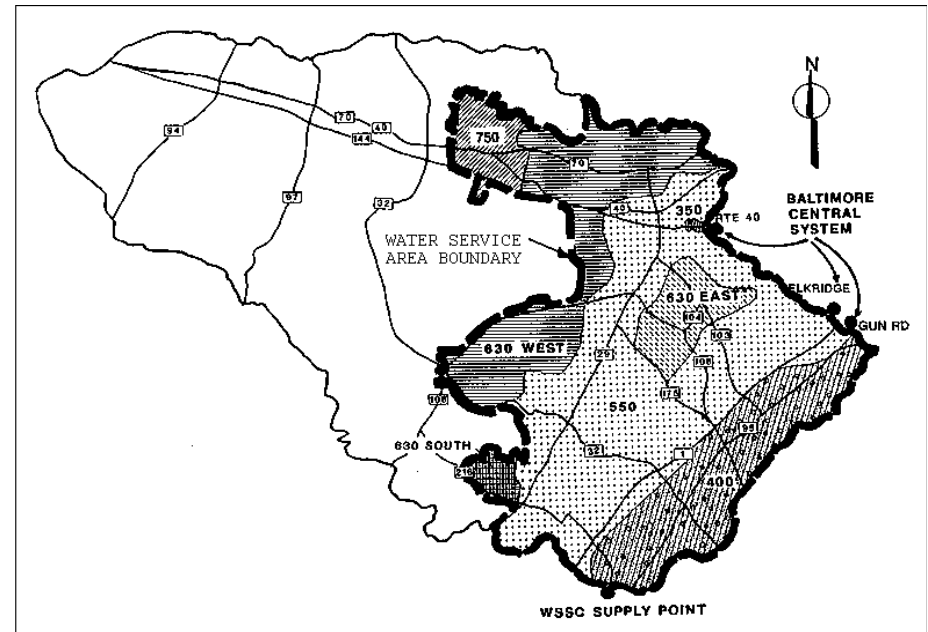 N
70
40
144
94
97
32
750
70
40
350
RTE 40
BALTIMORE
CENTRAL
SYSTEM
WATER SERVICE
AREA BOUNDARY
630 EAST
ELKRIDGE
104
GUN RD
103
630 WEST
29
108
108
175
550
95
630 SOUTH
32
1
216
400
WSSC SUPPLY POINT